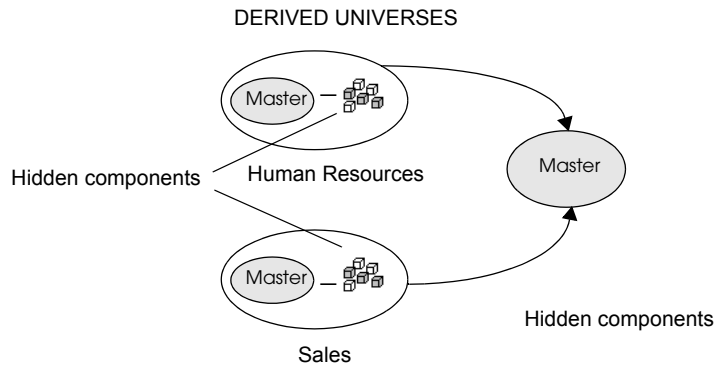 DERIVED UNIVERSES
Master
Master
Hidden components
Human Resources
Master
Hidden components
Sales